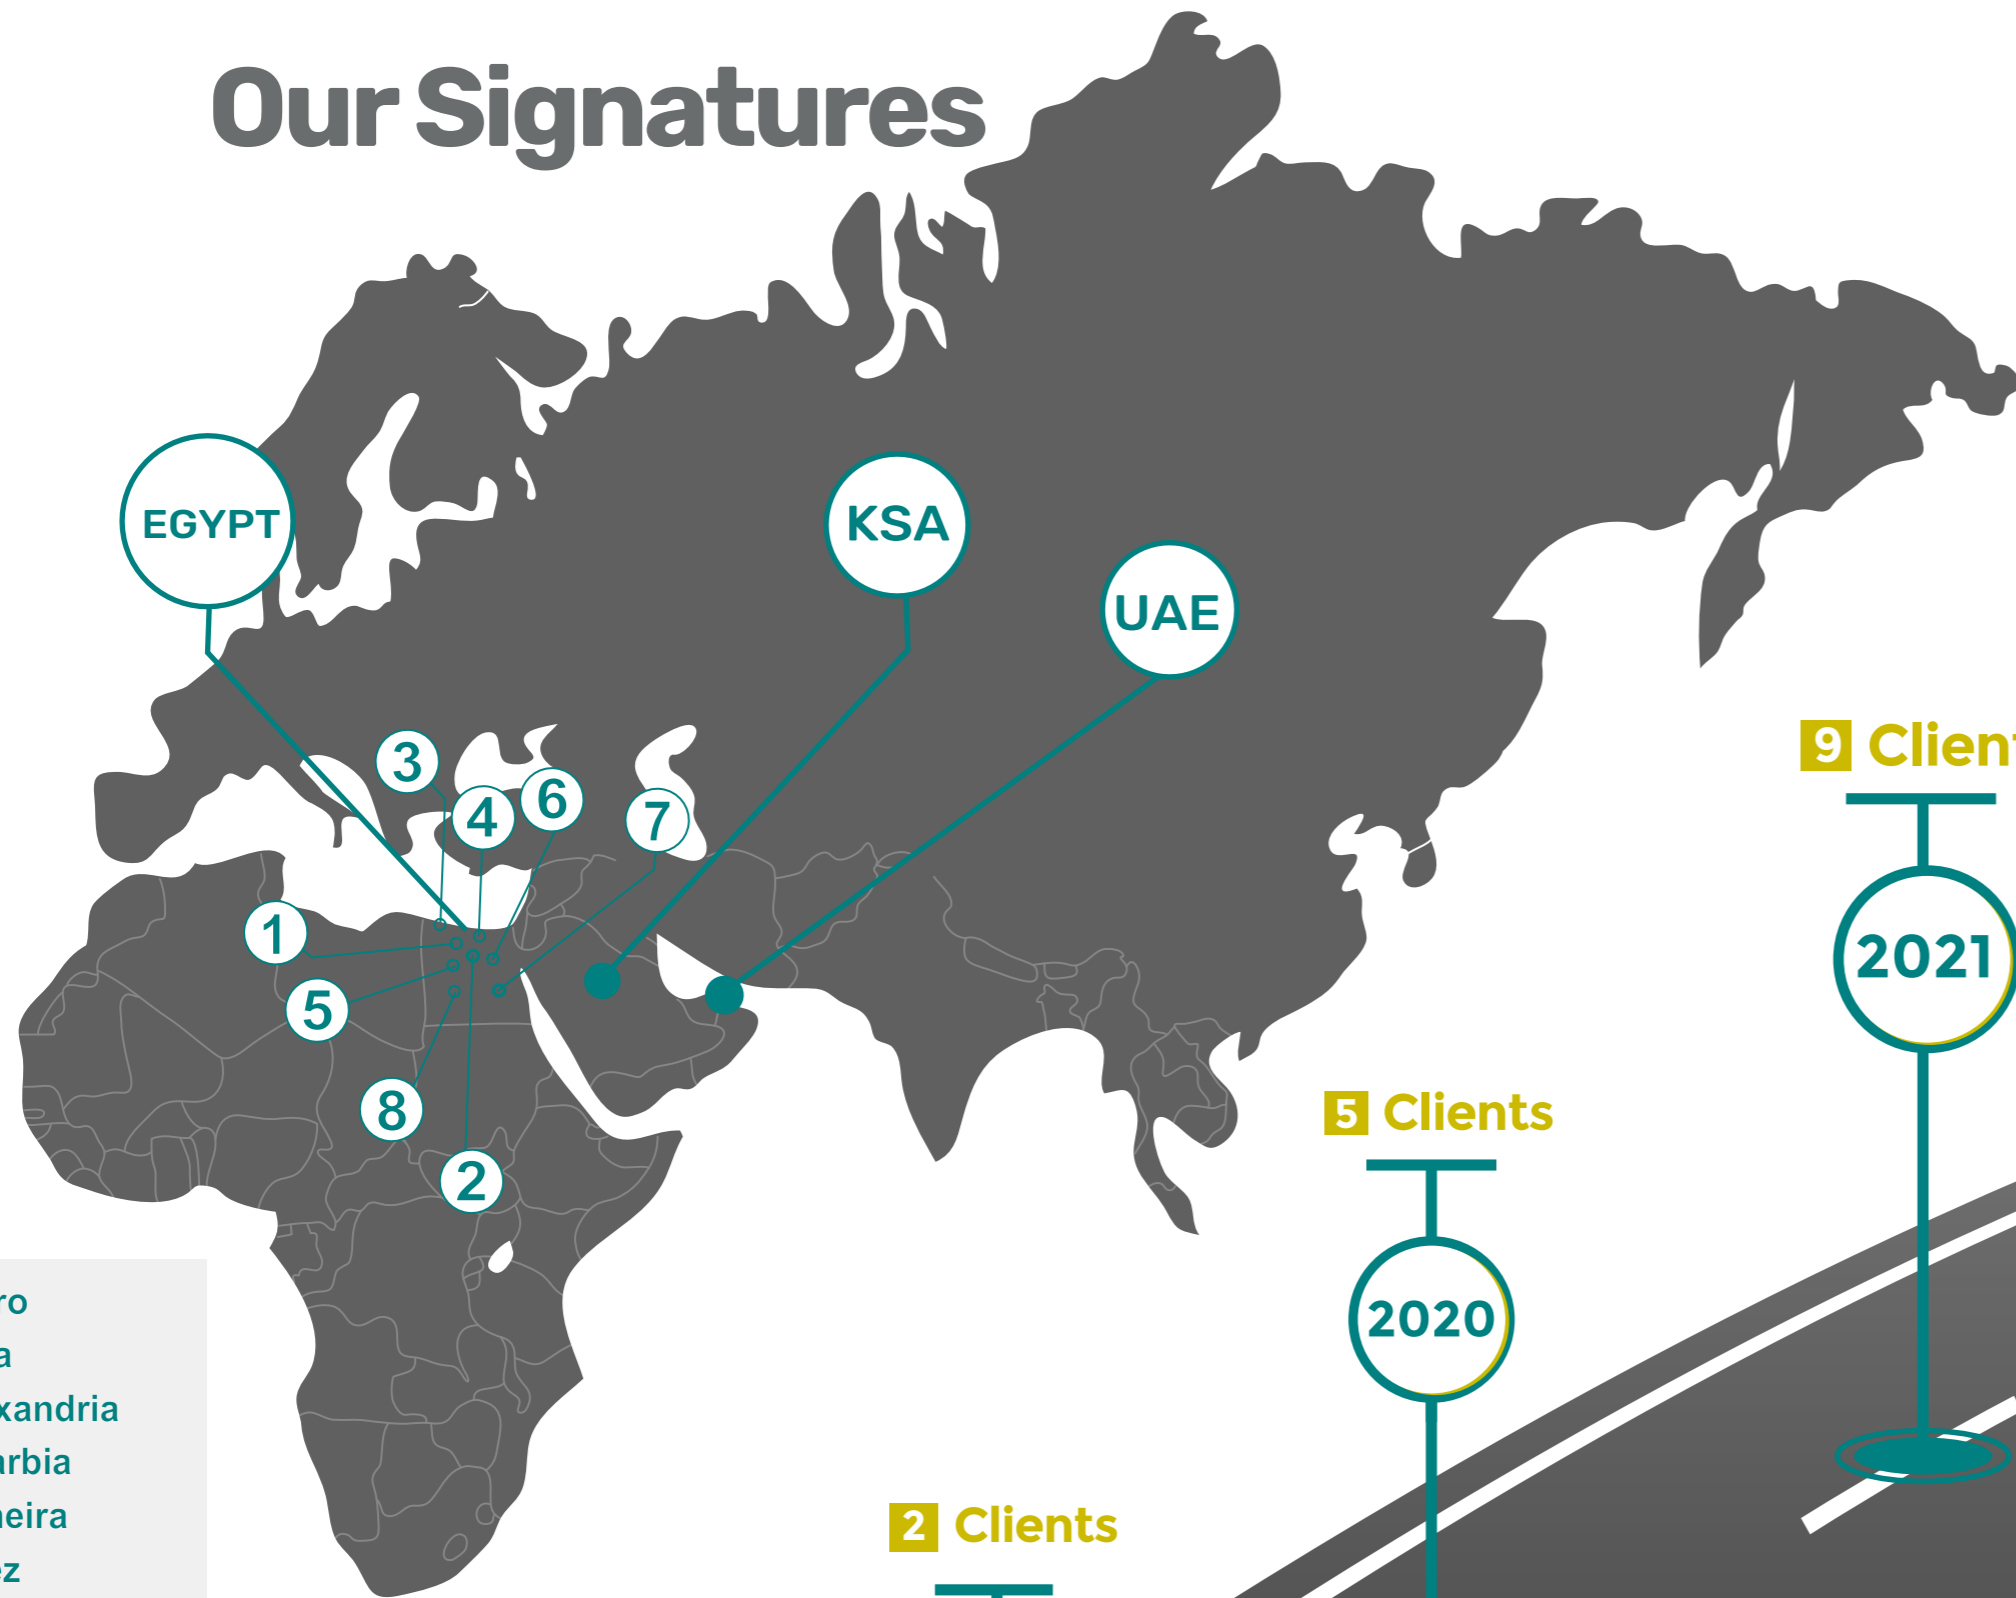 Our Signatures
EGYPT
KSA
UAE
3
4
6
7
1
5
8
2
9 Clien
2021
5 Clients
2020
2 Clients
ro
a
xandria
arbia
eira
ez